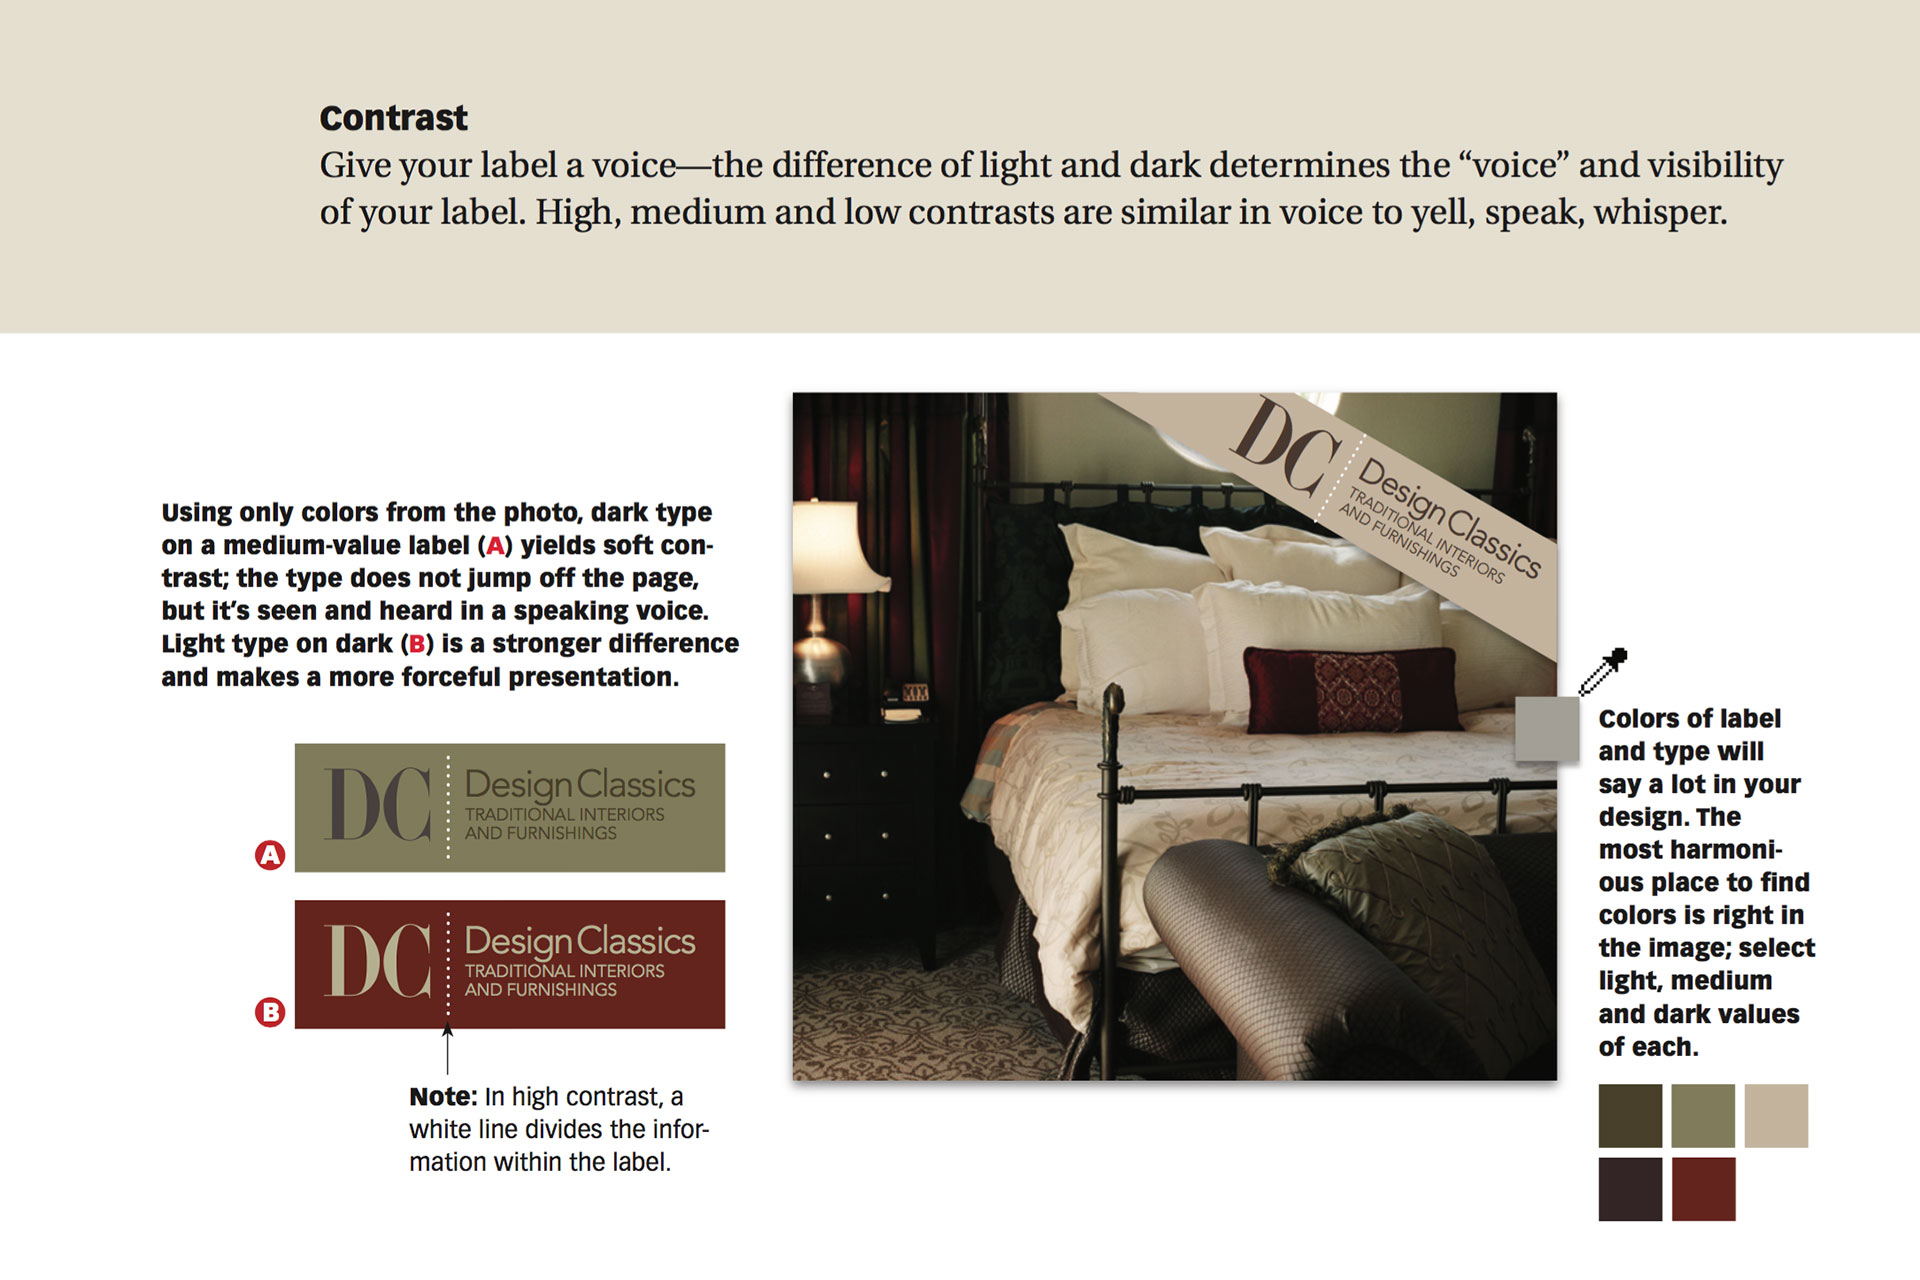 Contrast
Give your label a voice—the difference of light and dark determines the “voice” and visibility
of your label. High, medium and low contrasts are similar in voice to yell, speak, whisper.
Using only colors from the photo, dark type
on a medium-value label (A) yields soft con-
trast; the type does not jump off the page,
but it’s seen and heard in a speaking voice.
Light type on dark (B) is a stronger difference
and makes a more forceful presentation.
DC
Design Classics
TRADITIONAL INTERIORS
AND FURNISHINGS
A
DC
Design Classics
TRADITIONAL INTERIORS
AND FURNISHINGS
B
Note: In high contrast, a
white line divides the infor-
mation within the label.
DC
Design Classics
TRADITIONAL INTERIORS
AND FURNISHINGS
Colors of label
and type will
say a lot in your
design. The
most harmoni-
ous place to find
colors is right in
the image; select
light, medium
and dark values
of each.